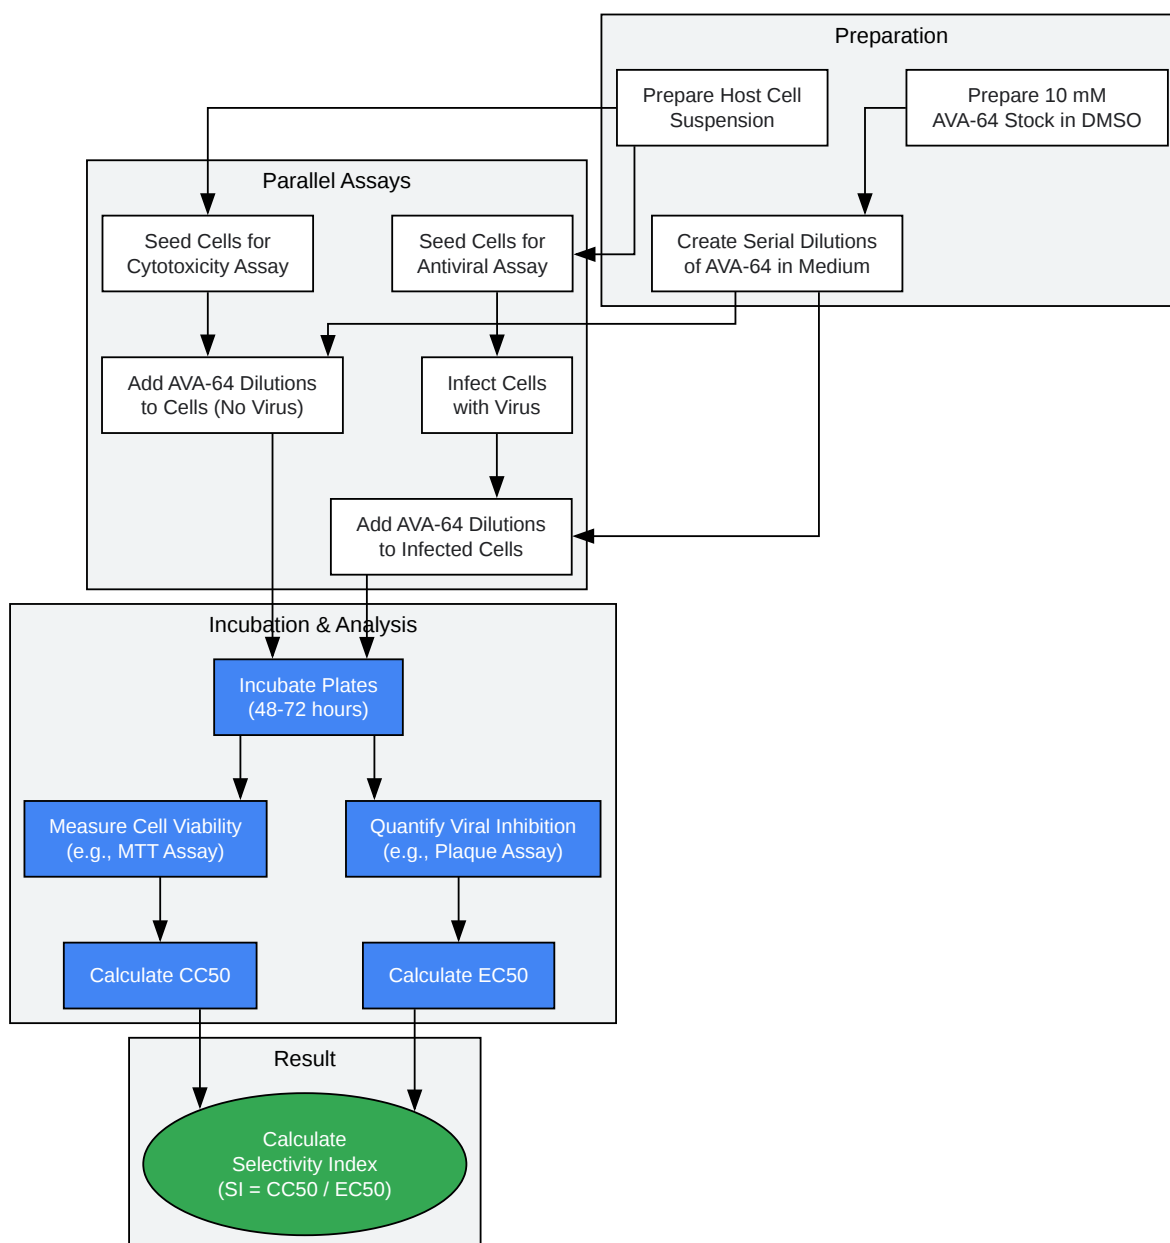 Preparation
Prepare Host Cell
Suspension
Prepare 10 mM
AVA-64 Stock in DMSO
Parallel Assays
Seed Cells for
Cytotoxicity Assay
Seed Cells for
Antiviral Assay
Create Serial Dilutions
of AVA-64 in Medium
Add AVA-64 Dilutions
to Cells (No Virus)
Infect Cells
with Virus
Add AVA-64 Dilutions
to Infected Cells
Incubation & Analysis
Incubate Plates
(48-72 hours)
Measure Cell Viability
(e.g., MTT Assay)
Quantify Viral Inhibition
(e.g., Plaque Assay)
Calculate CC50
Calculate EC50
Result
Calculate
Selectivity Index
(SI = CC50 / EC50)